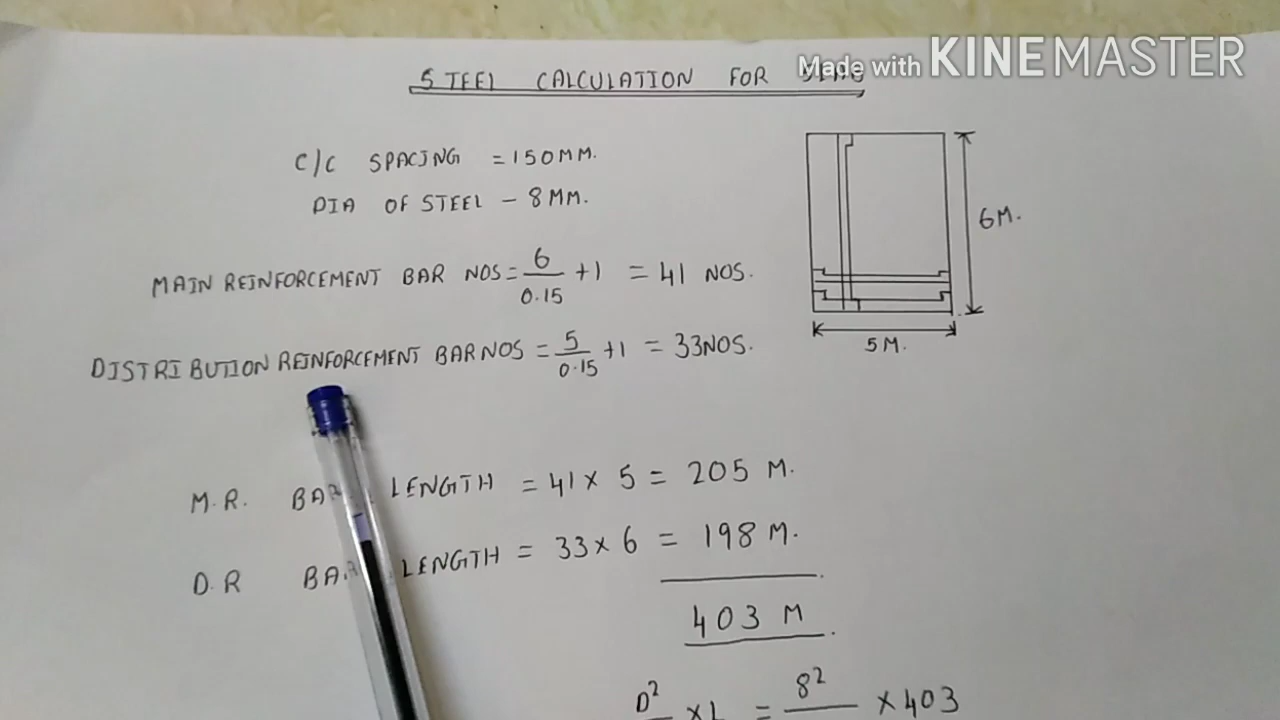 Made with KINEMASTER
STEEL CALCULATION FOR
C/C SPACING = 150MM.
DIA OF STEEL - 8MM.
6M.
MAIN REINFORCEMENT BAR NOS = 6/0.15 + 1 = 41 NOS.
5M.
DISTRIBUTION REINFORCEMENT BAR NOS = 5/0.15 + 1 = 33NOS.
M.R. LENGTH = 41 × 5 = 205 M.
D.R LENGTH = 33 × 6 = 198 M.
403 M
D² × L = 8² × 403